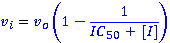 v_i = v_o ( 1 - 1 / (IC_50 + [I]) )